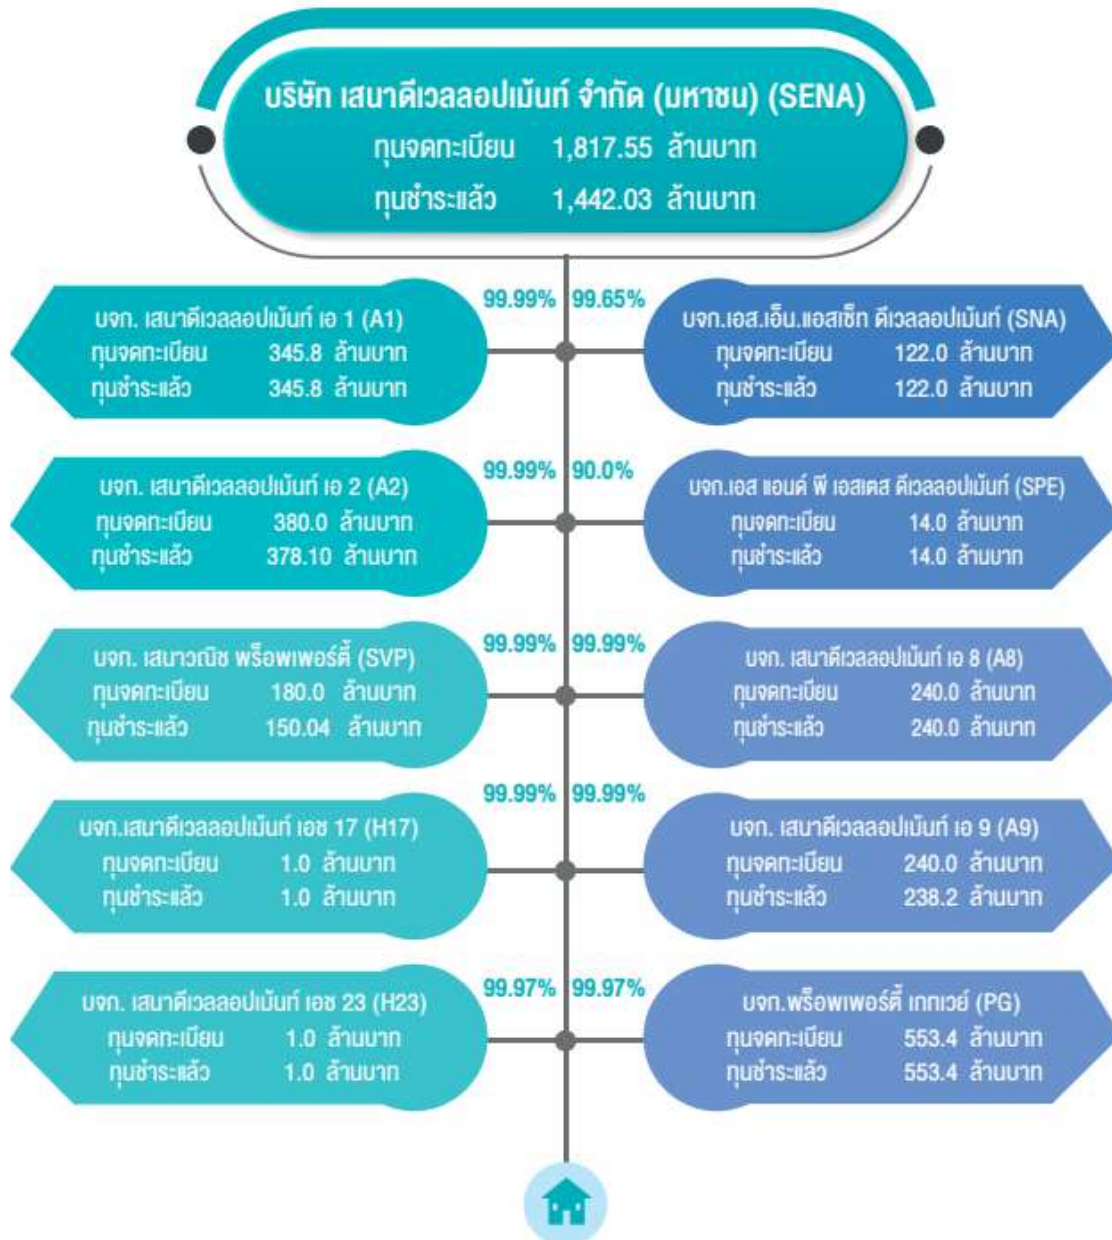 บริษัท เสนาดีเวลลอปเม้นท์ จำกัด (มหาชน) (SENA)
ทุนจดทะเบียน 1,817.55 ล้านบาท
ทุนชำระแล้ว 1,442.03 ล้านบาท
99.99% 99.65%
บจก. เสนาดีเวลลอปเม้นท์ เอ 1 (A1)
ทุนจดทะเบียน 345.8 ล้านบาท
ทุนชำระแล้ว 345.8 ล้านบาท
บจก.เอส.เอ็น.แอสเซ็ท ดีเวลลอปเม้นท์ (SNA)
ทุนจดทะเบียน 122.0 ล้านบาท
ทุนชำระแล้ว 122.0 ล้านบาท
99.99% 90.0%
บจก. เสนาดีเวลลอปเม้นท์ เอ 2 (A2)
ทุนจดทะเบียน 380.0 ล้านบาท
ทุนชำระแล้ว 378.10 ล้านบาท
บจก.เอส แอนด์ พี เอสเตส ดีเวลลอปเม้นท์ (SPE)
ทุนจดทะเบียน 14.0 ล้านบาท
ทุนชำระแล้ว 14.0 ล้านบาท
99.99% 99.99%
บจก. เสนาวณิช พร็อพเพอร์ตี้ (SVP)
ทุนจดทะเบียน 180.0 ล้านบาท
ทุนชำระแล้ว 150.04 ล้านบาท
บจก. เสนาดีเวลลอปเม้นท์ เอ 8 (A8)
ทุนจดทะเบียน 240.0 ล้านบาท
ทุนชำระแล้ว 240.0 ล้านบาท
99.99% 99.99%
บจก.เสนาดีเวลลอปเม้นท์ เอช 17 (H17)
ทุนจดทะเบียน 1.0 ล้านบาท
ทุนชำระแล้ว 1.0 ล้านบาท
บจก. เสนาดีเวลลอปเม้นท์ เอ 9 (A9)
ทุนจดทะเบียน 240.0 ล้านบาท
ทุนชำระแล้ว 238.2 ล้านบาท
99.97% 99.97%
บจก. เสนาดีเวลลอปเม้นท์ เอช 23 (H23)
ทุนจดทะเบียน 1.0 ล้านบาท
ทุนชำระแล้ว 1.0 ล้านบาท
บจก.พร็อพเพอร์ตี้ เกทเวย์ (PG)
ทุนจดทะเบียน 553.4 ล้านบาท
ทุนชำระแล้ว 553.4 ล้านบาท